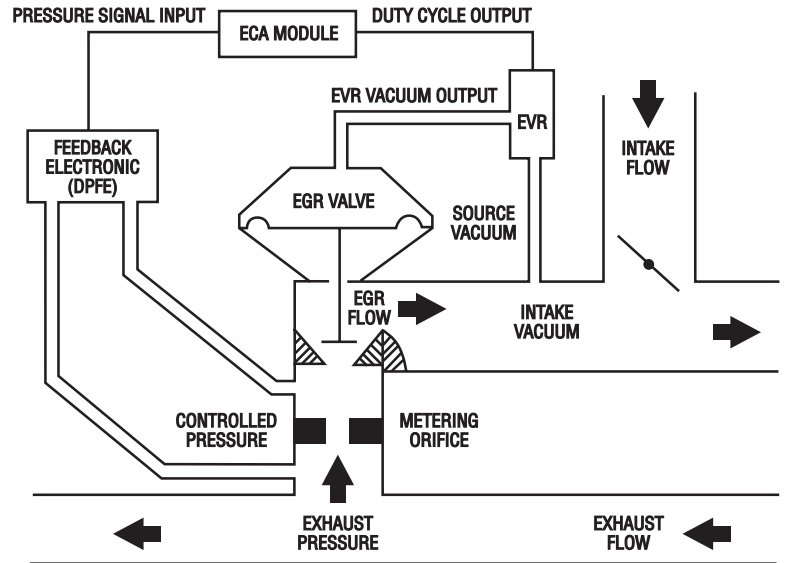 PRESSURE SIGNAL INPUT
ECA MODULE
DUTY CYCLE OUTPUT
EVR VACUUM OUTPUT
EVR
FEEDBACK
ELECTRONIC
(DPFE)
INTAKE
FLOW
EGR VALVE
SOURCE
VACUUM
EGR
FLOW
INTAKE
VACUUM
CONTROLLED
PRESSURE
METERING
ORIFICE
EXHAUST
PRESSURE
EXHAUST
FLOW